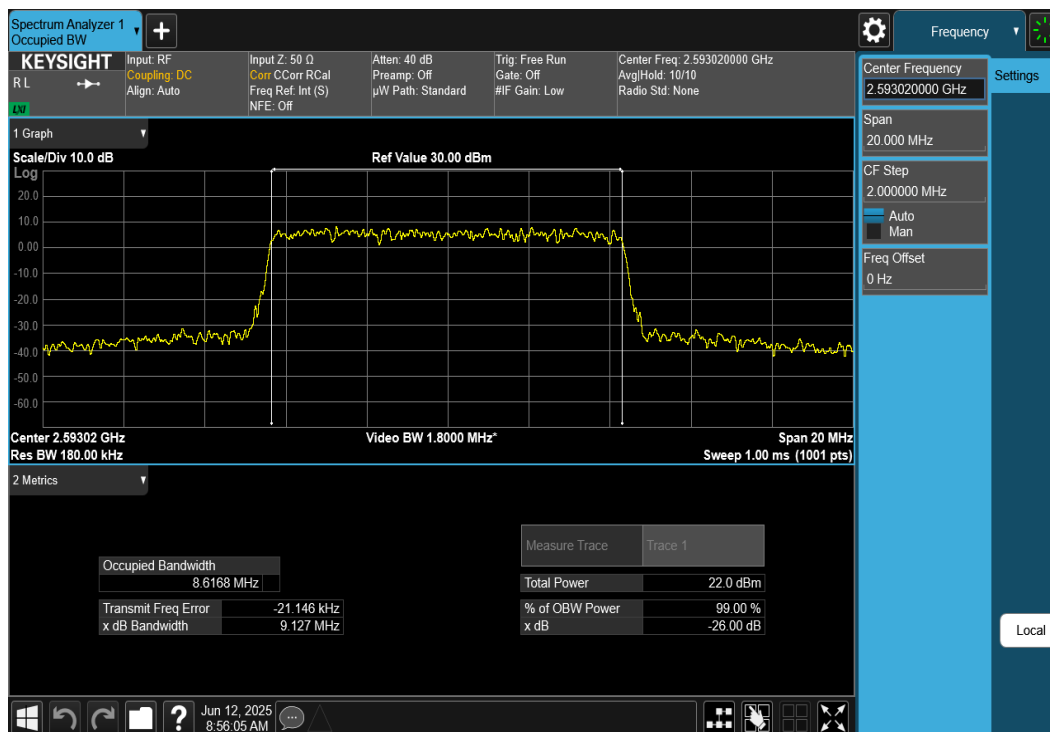 Spectrum Analyzer 1
Occupied BW
Frequency
KEYSIGHT
R L
LXI
Input: RF
Coupling: DC
Align: Auto
Input Z: 50 Ω
Corr CCorr RCal
Freq Ref: Int (S)
NFE: Off
Atten: 40 dB
Preamp: Off
µW Path: Standard
Trig: Free Run
Gate: Off
#IF Gain: Low
Center Freq: 2.593020000 GHz
Avg|Hold: 10/10
Radio Std: None
Center Frequency
2.593020000 GHz
Settings
Span
20.000 MHz
CF Step
2.000000 MHz
Auto
Man
Freq Offset
0 Hz
Local
1 Graph
Scale/Div 10.0 dB
Ref Value 30.00 dBm
Log
20.0
10.0
0.00
-10.0
-20.0
-30.0
-40.0
-50.0
-60.0
Center 2.59302 GHz
Video BW 1.8000 MHz*
Span 20 MHz
Res BW 180.00 kHz
Sweep 1.00 ms (1001 pts)
2 Metrics
Measure Trace
Trace 1
Occupied Bandwidth
8.6168 MHz
Total Power
22.0 dBm
Transmit Freq Error
-21.146 kHz
% of OBW Power
99.00 %
x dB Bandwidth
9.127 MHz
x dB
-26.00 dB
?
Jun 12, 2025
8:56:05 AM